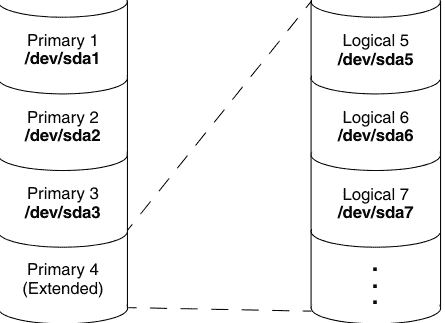 Primary 1
/dev/sda1
Primary 2
/dev/sda2
Primary 3
/dev/sda3
Primary 4
(Extended)
Logical 5
/dev/sda5
Logical 6
/dev/sda6
Logical 7
/dev/sda7